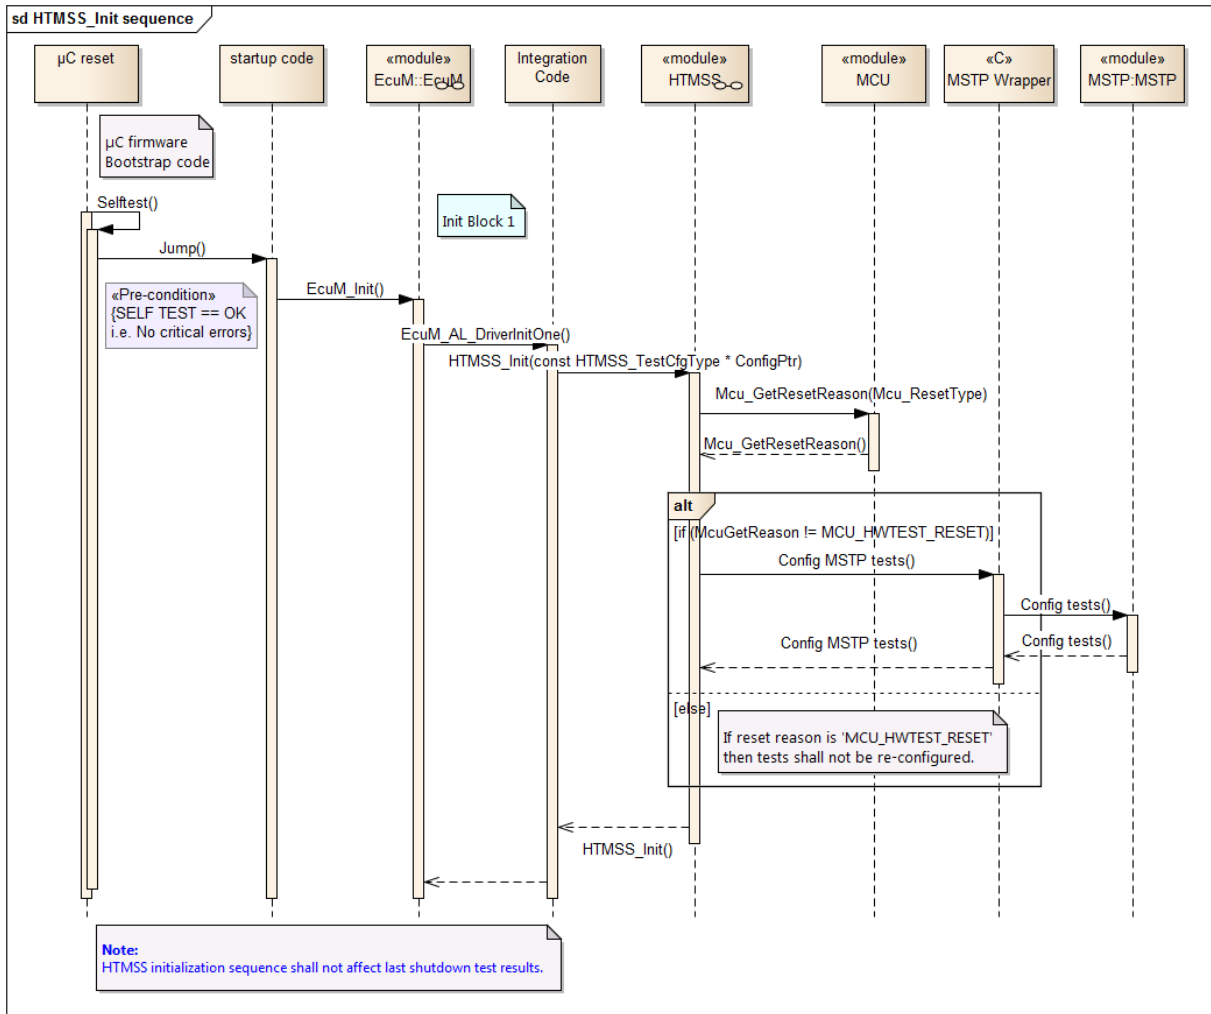 sd HTMSS_Init sequence
µC reset
startup code
«module»
EcuM::EcuM
Integration
Code
«module»
HTMSS
«module»
MCU
«C»
MSTP Wrapper
«module»
MSTP:MSTP
µC firmware
Bootstrap code
Selftest()
Init Block 1
Jump()
«Pre-condition»
{SELF TEST == OK
i.e. No critical errors}
EcuM_Init()
EcuM_AL_DriverInitOne()
HTMSS_Init(const HTMSS_TestCfgType * ConfigPtr)
Mcu_GetResetReason(Mcu_ResetType)
Mcu_GetResetReason()
alt
[if (McuGetReason != MCU_HWTEST_RESET)]
Config MSTP tests()
Config tests()
Config MSTP tests()
Config tests()
[else]
If reset reason is 'MCU_HWTEST_RESET'
then tests shall not be re-configured.
HTMSS_Init()
Note:
HTMSS initialization sequence shall not affect last shutdown test results.